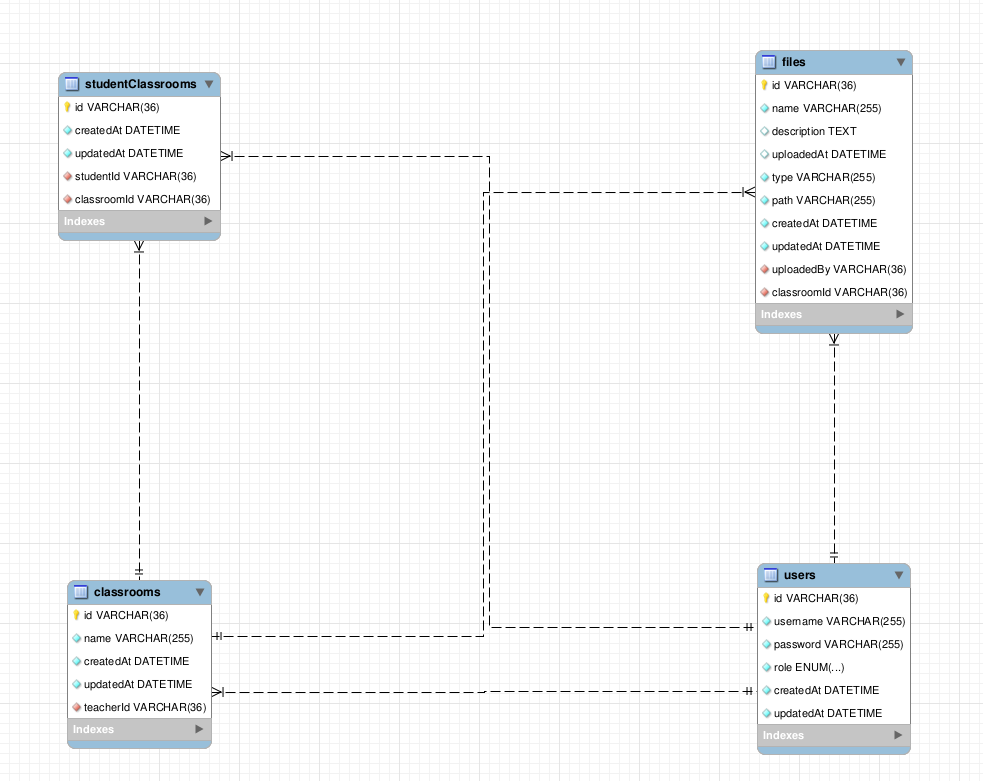 studentClassrooms
id VARCHAR(36)
createdAt DATETIME
updatedAt DATETIME
studentId VARCHAR(36)
classroomId VARCHAR(36)
Indexes
files
id VARCHAR(36)
name VARCHAR(255)
description TEXT
uploadedAt DATETIME
type VARCHAR(255)
path VARCHAR(255)
createdAt DATETIME
updatedAt DATETIME
uploadedBy VARCHAR(36)
classroomId VARCHAR(36)
Indexes
classrooms
id VARCHAR(36)
name VARCHAR(255)
createdAt DATETIME
updatedAt DATETIME
teacherId VARCHAR(36)
Indexes
users
id VARCHAR(36)
username VARCHAR(255)
password VARCHAR(255)
role ENUM(...)
createdAt DATETIME
updatedAt DATETIME
Indexes